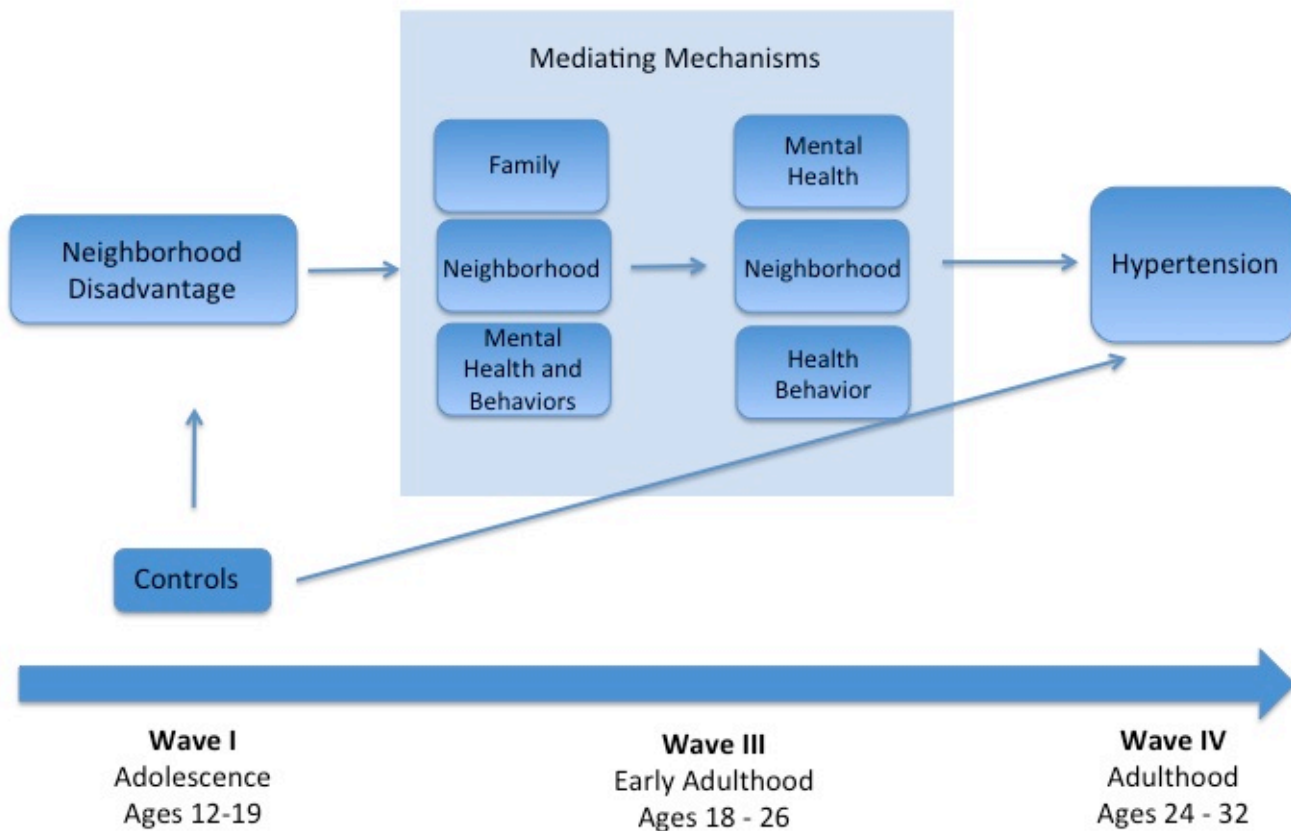 Mediating Mechanisms
Family
Neighborhood
Mental
Health and
Behaviors
Mental
Health
Neighborhood
Health
Behavior
Neighborhood
Disadvantage
Hypertension
Controls
Wave I
Adolescence
Ages 12-19
Wave III
Early Adulthood
Ages 18 - 26
Wave IV
Adulthood
Ages 24 - 32